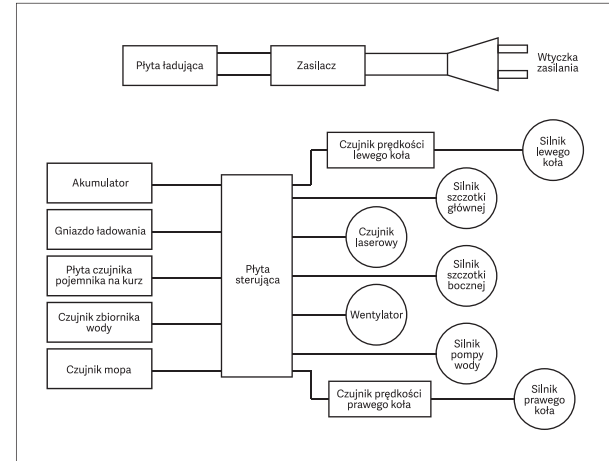 Płyta ładująca
Zasilacz
Wtyczka
zasilania
Czujnik prędkości
lewego koła
Silnik
lewego
koła
Akumulator
Silnik
szczotki
głównej
Gniazdo ładowania
Czujnik
laserowy
Płyta czujnika
pojemnika na kurz
Płyta
sterująca
Silnik
szczotki
bocznej
Czujnik zbiornika
wody
Wentylator
Silnik
pompy
wody
Czujnik mopa
Czujnik prędkości
prawego koła
Silnik
prawego
koła